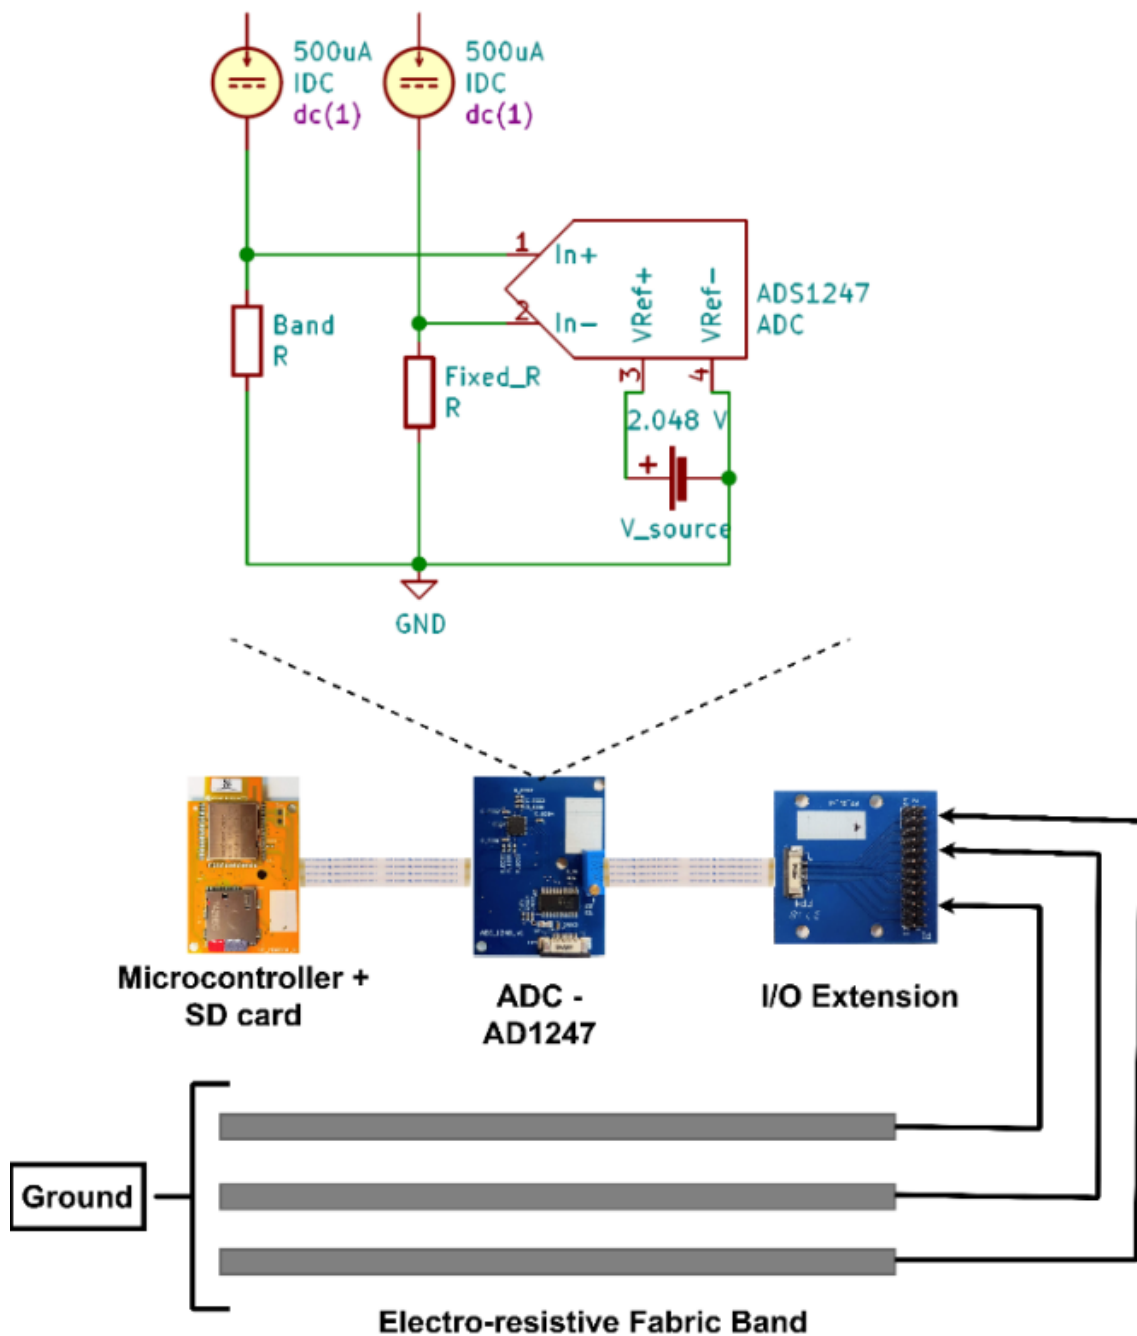 500uA
IDC
dc(1)
500uA
IDC
dc(1)
1
In+
2
In-
VRef+
VRef-
3
4
ADS1247
ADC
Band
R
Fixed_R
R
2.048 V
+
V_source
GND
Microcontroller +
SD card
ADC -
AD1247
I/O Extension
Ground
Electro-resistive Fabric Band